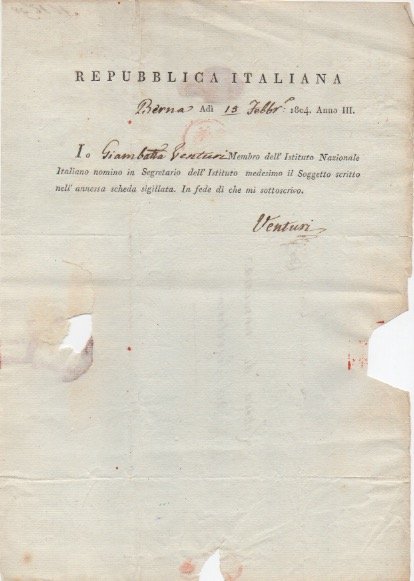 REPUBBLICA ITALIANA
Berna Adì 15 Febbr. 1804. Anno III.
Io Giambatta Venturi Membro dell'Istituto Nazionale
Italiano nomino in Segretario dell'Istituto medesimo il Soggetto scritto
nell'annessa scheda sigillata. In fede di che mi sottoscrivo.
Venturi